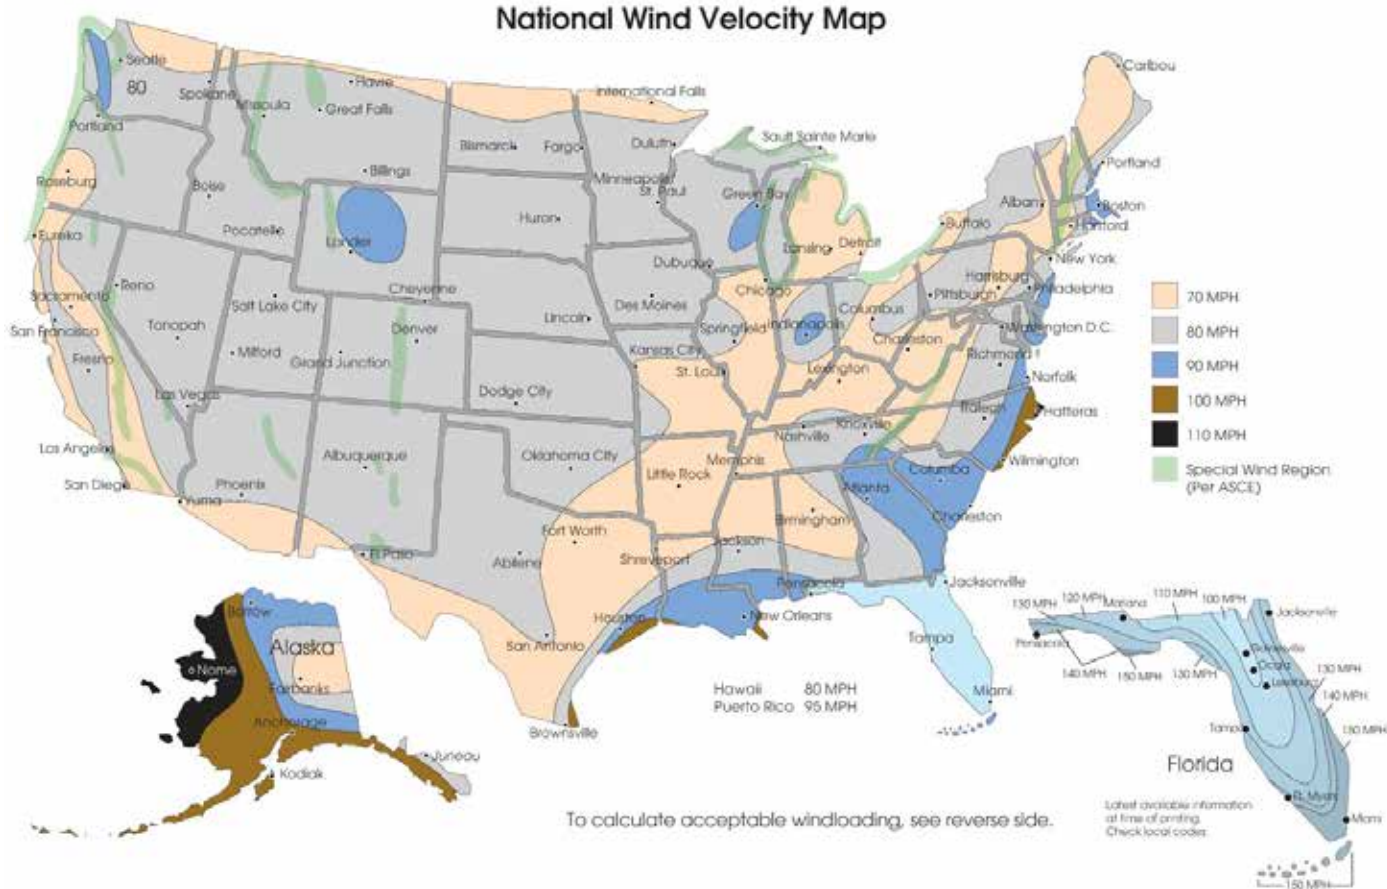 National Wind Velocity Map
Caribou
Seattle
80
Spokane
Missula
Havre
Great Falls
International Falls
Portland
Bismarck
Fargo
Duluth
Sault Sainte Marie
Portland
Roseburg
Boise
Billings
Minneapolis
St. Paul
Green Bay
Albany
Boston
Hartford
Eureka
Pocatello
Lander
Huron
Dubuque
Lansing
Detroit
Buffalo
New York
Reno
Sacramento
Salt Lake City
Cheyenne
Des Moines
Chicago
Harrisburg
Philadelphia
Pittsburgh
Columbus
San Francisco
Tonopah
Denver
Lincoln
Springfield
Indianapolis
Washington D.C.
Fresno
Milford
Grand Junction
Kansas City
St. Louis
Charleston
Richmond
Lexington
Norfolk
Las Vegas
Dodge City
Raleigh
Hatteras
Los Angeles
Albuquerque
Oklahoma City
Nashville
Knoxville
Memphis
Wilmington
San Diego
Phoenix
Yuma
Little Rock
Atlanta
Columba
Charleston
Fort Worth
Birmingham
El Paso
Abilene
Shreveport
Jackson
Pensacola
Jacksonville
Houston
New Orleans
San Antonio
Tampa
Miami
Brownsville
70 MPH
80 MPH
90 MPH
100 MPH
110 MPH
Special Wind Region
(Per ASCE)
Barrow
Alaska
Nome
Fairbanks
Anchorage
Juneau
Kodiak
Hawaii 80 MPH
Puerto Rico 95 MPH
130 MPH
120 MPH
Mariana
110 MPH
100 MPH
Jacksonville
Pensacola
140 MPH
150 MPH
130 MPH
Gainesville
Ocala
Leesburg
130 MPH
140 MPH
150 MPH
Tampa
Florida
Ft. Myers
Miami
150 MPH
Latest available information
at time of printing.
Check local codes
To calculate acceptable windloading, see reverse side.